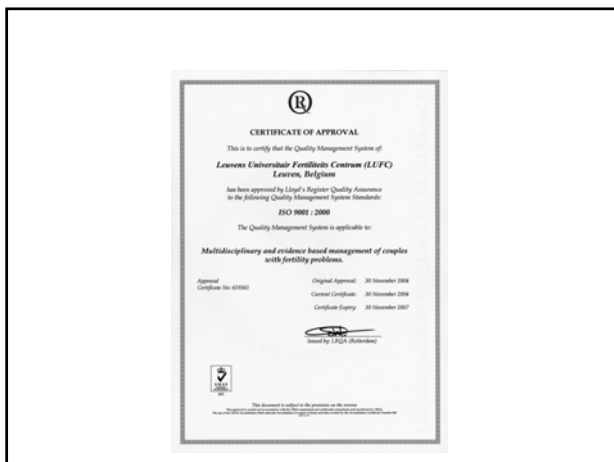 LR
CERTIFICATE OF APPROVAL
This is to certify that the Quality Management System of:
Leuvens Universitair Fertiliteits Centrum (LUFC)
Leuven, Belgium
has been approved by Lloyd's Register Quality Assurance
to the following Quality Management System Standards:
ISO 9001 : 2000
The Quality Management System is applicable to:
Multidisciplinary and evidence based management of couples
with fertility problems.
Approval
Certificate No:
Original Approval: 30 November 2004
Current Certificate: 30 November 2004
Certificate Expiry: 30 November 2007
Issued by: LRQA (Rotterdam)
UKAS
This document is subject to the provision on the reverse